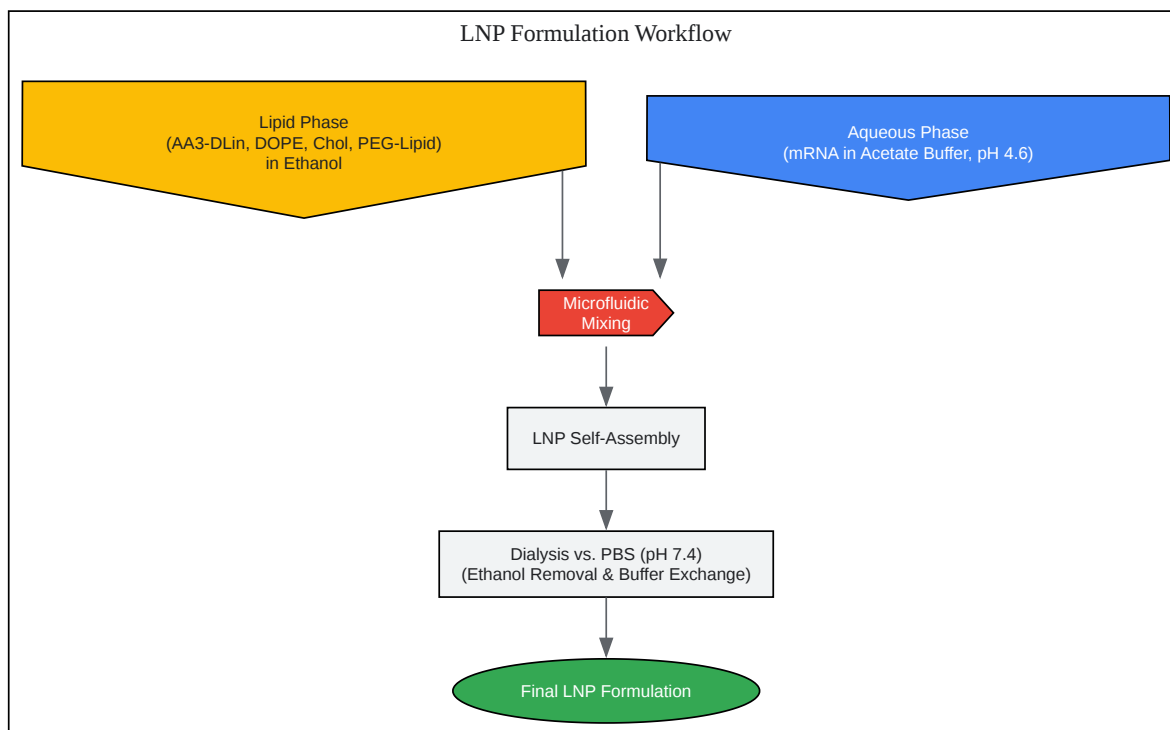 LNP Formulation Workflow
Lipid Phase
(AA3-DLin, DOPE, Chol, PEG-Lipid)
in Ethanol
Aqueous Phase
(mRNA in Acetate Buffer, pH 4.6)
Microfluidic
Mixing
LNP Self-Assembly
Dialysis vs. PBS (pH 7.4)
(Ethanol Removal & Buffer Exchange)
Final LNP Formulation